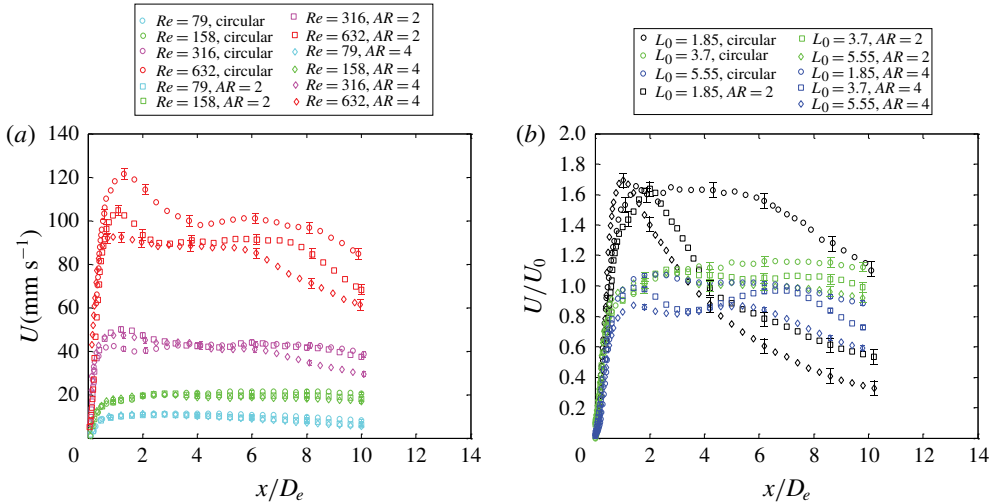 Re = 79, circular
Re = 158, circular
Re = 316, circular
Re = 632, circular
Re = 79, AR = 2
Re = 158, AR = 2
Re = 316, AR = 2
Re = 632, AR = 2
Re = 79, AR = 4
Re = 158, AR = 4
Re = 316, AR = 4
Re = 632, AR = 4
(a)
140
120
100
80
60
40
20
U(mm s⁻¹)
0 2 4 6 8 10 12 14
x/Dₑ
L₀ = 1.85, circular
L₀ = 3.7, circular
L₀ = 5.55, circular
L₀ = 1.85, AR = 2
L₀ = 3.7, AR = 2
L₀ = 5.55, AR = 2
L₀ = 1.85, AR = 4
L₀ = 3.7, AR = 4
L₀ = 5.55, AR = 4
(b)
2.0
1.8
1.6
1.4
1.2
1.0
0.8
0.6
0.4
0.2
U/U₀
0 2 4 6 8 10 12 14
x/Dₑ